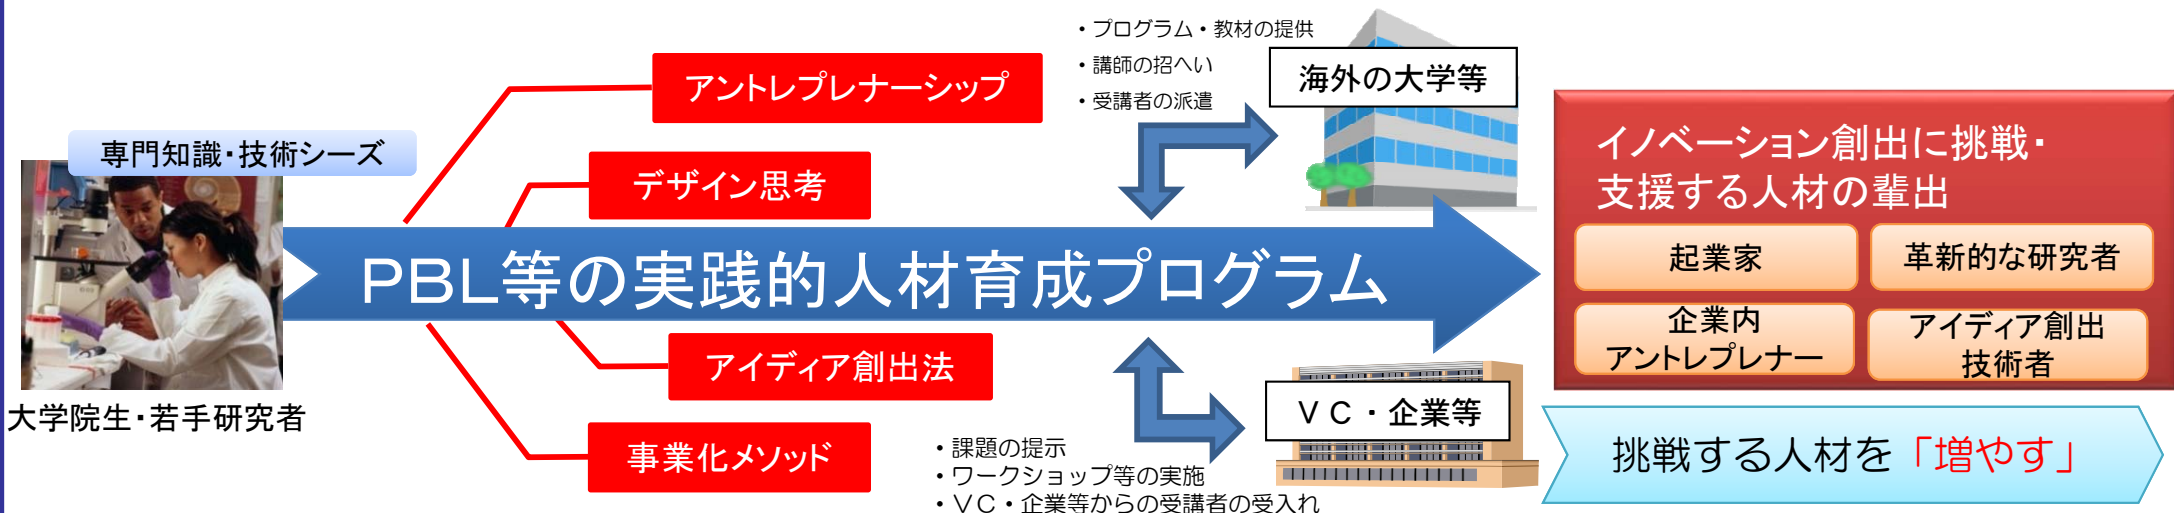 専門知識・技術シーズ
大学院生・若手研究者
アントレプレナーシップ
デザイン思考
PBL等の実践的人材育成プログラム
アイディア創出法
事業化メソッド
・プログラム・教材の提供
・講師の招へい
・受講者の派遣
海外の大学等
ＶＣ・企業等
・課題の提示
・ワークショップ等の実施
・ＶＣ・企業等からの受講者の受入れ
イノベーション創出に挑戦・
支援する人材の輩出
起業家
革新的な研究者
企業内
アントレプレナー
アイディア創出
技術者
挑戦する人材を「増やす」